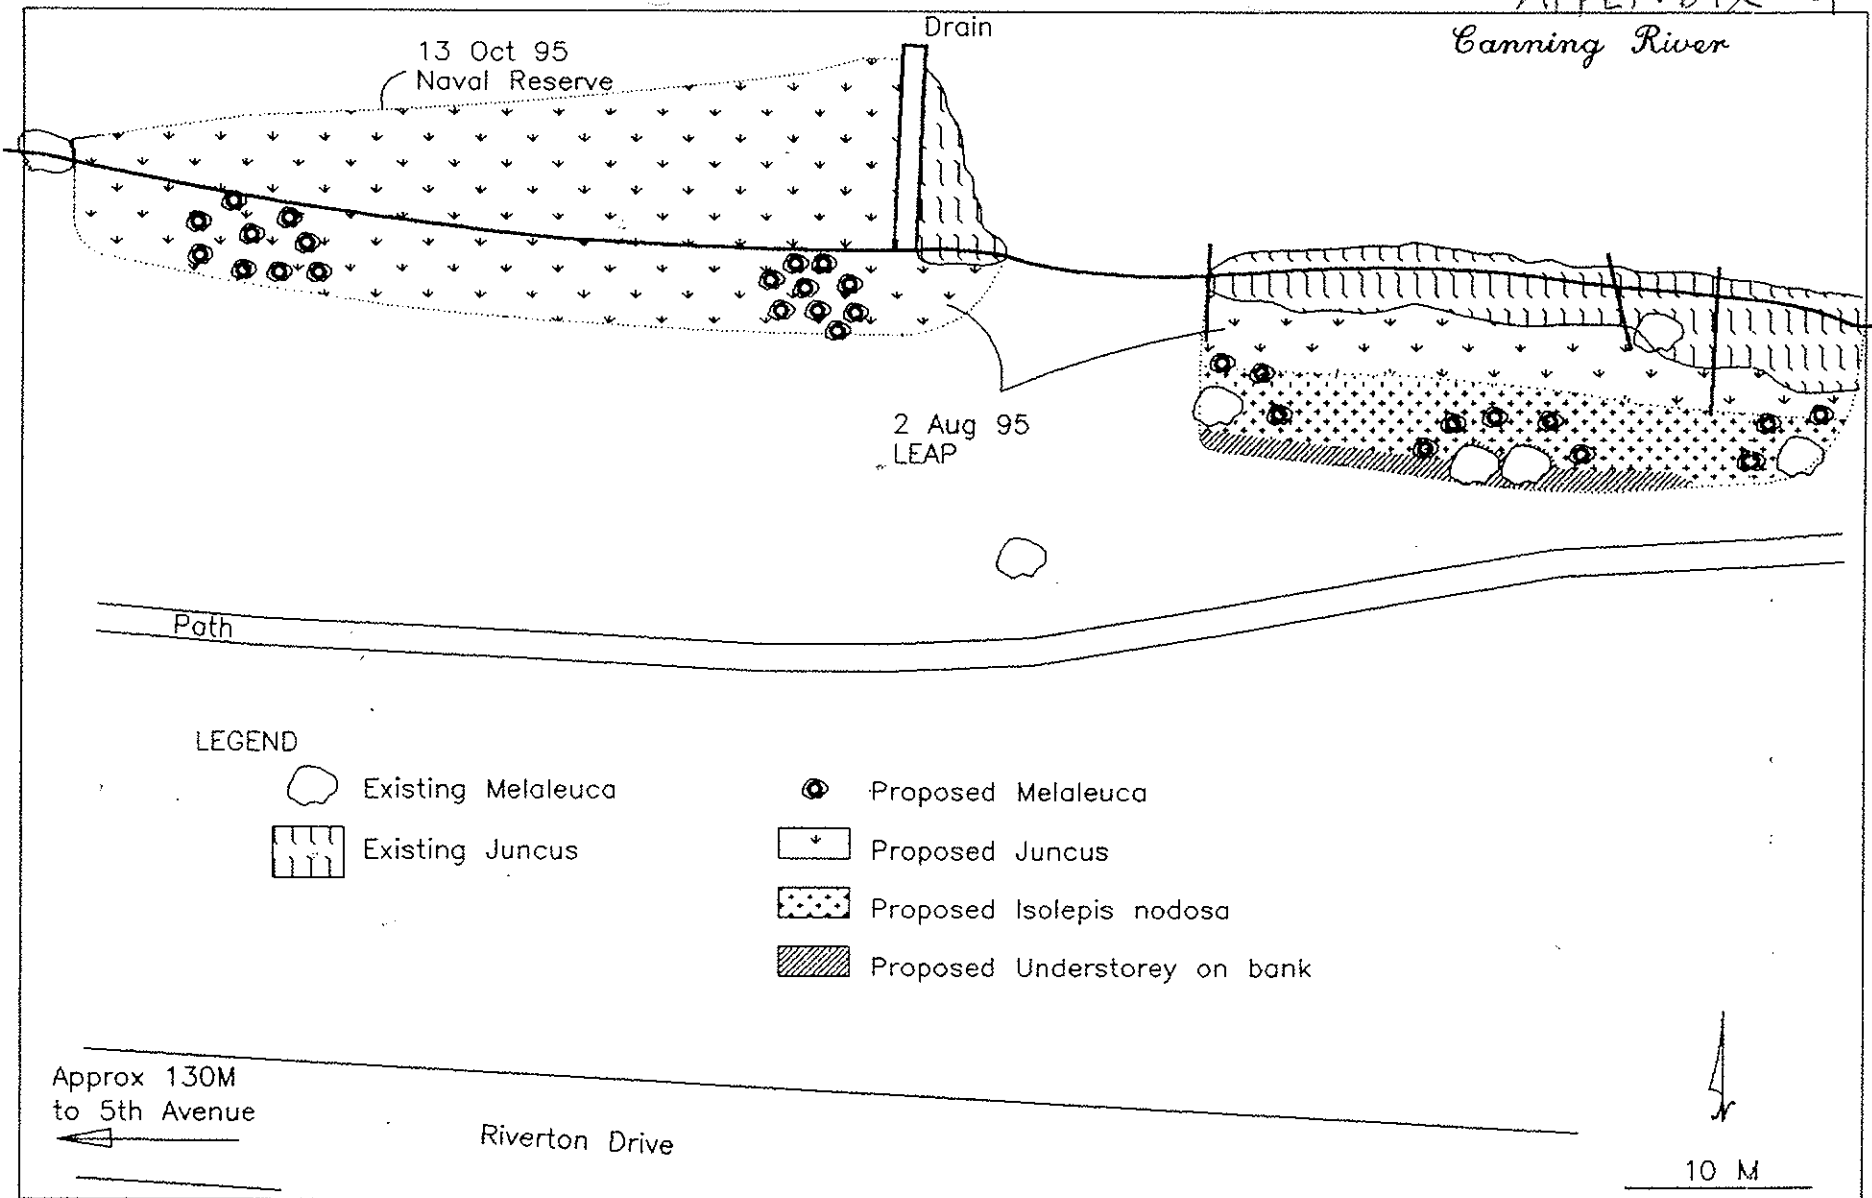 APPENDIX
Drain
Canning River
13 Oct 95
Naval Reserve
2 Aug 95
LEAP
Path
LEGEND
Existing Melaleuca
Existing Juncus
Proposed Melaleuca
Proposed Juncus
Proposed Isolepis nodosa
Proposed Understorey on bank
Approx 130M
to 5th Avenue
Riverton Drive
N
10 M